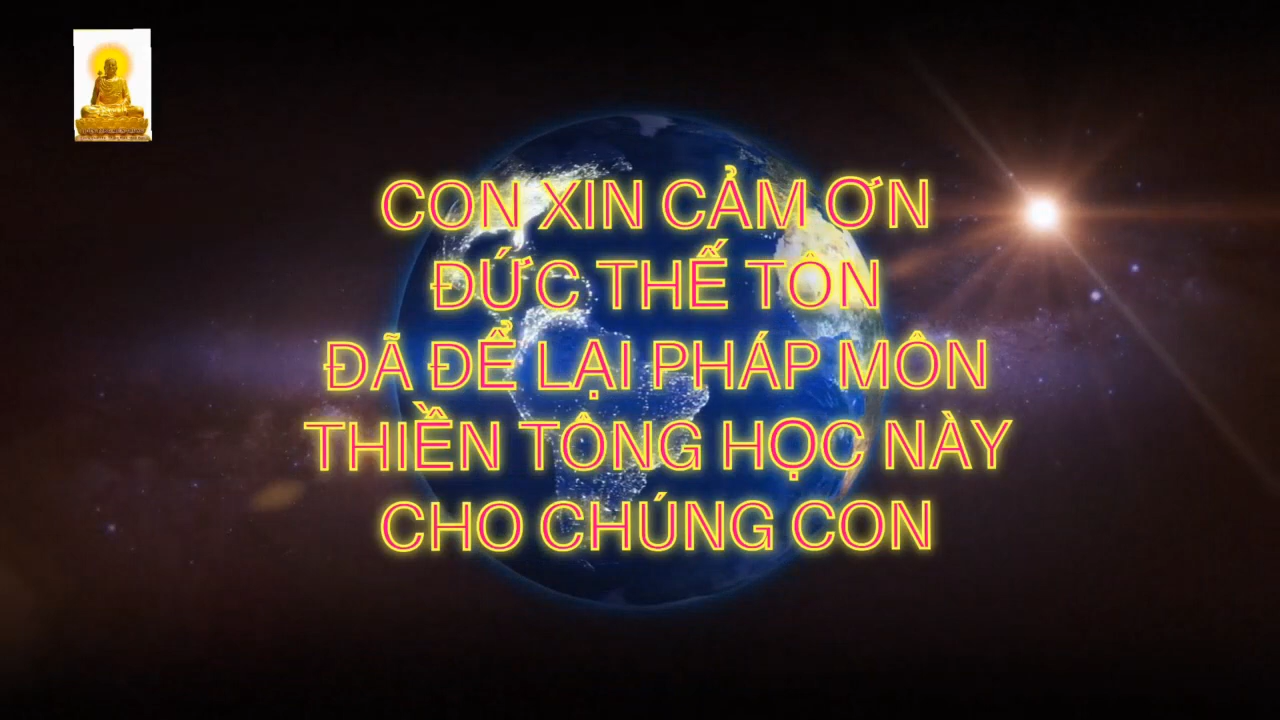 CON XIN CẢM ƠN
ĐỨC THẾ TÔN
ĐÃ ĐỂ LẠI PHÁP MÔN
THIỀN TÔNG HỌC NÀY
CHO CHÚNG CON